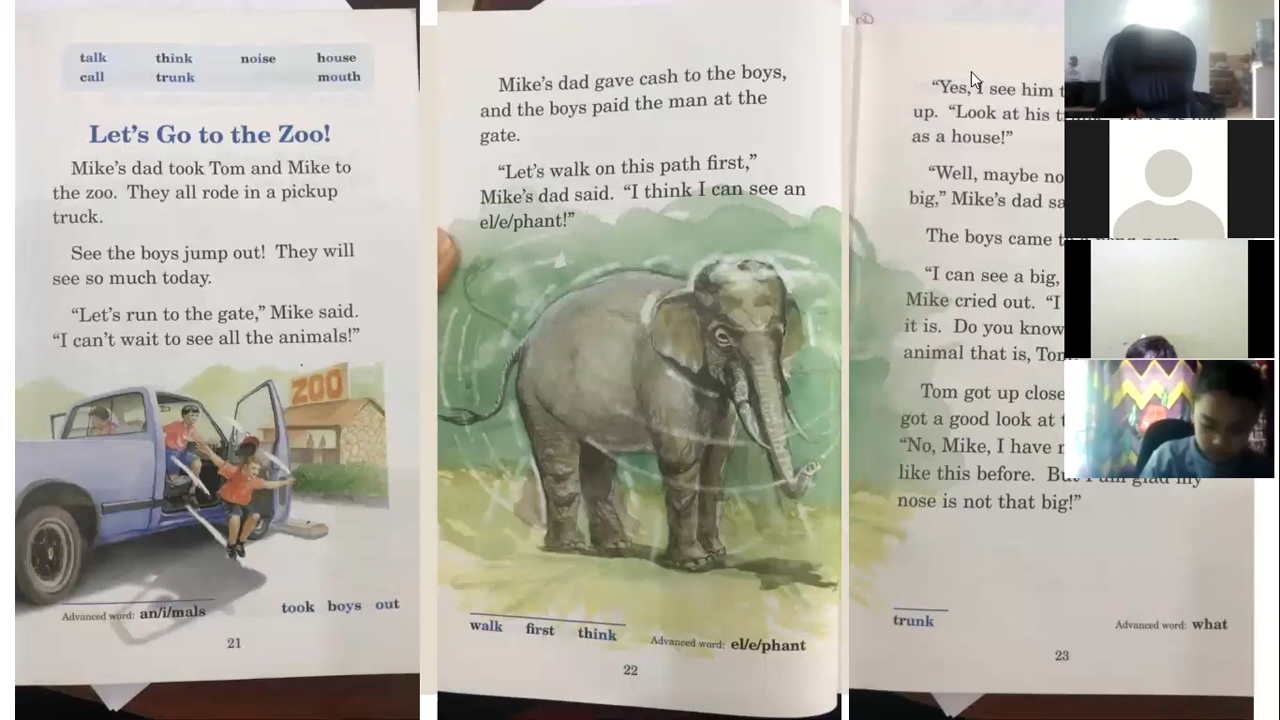 talk think noise house
call trunk mouth
Let's Go to the Zoo!
Mike's dad took Tom and Mike to
the zoo. They all rode in a pickup
truck.
See the boys jump out! They will
see so much today.
"Let's run to the gate," Mike said.
"I can't wait to see all the animals!"
ZOO
Advanced word: an/i/mals took boys out
21
Mike's dad gave cash to the boys,
and the boys paid the man at the
gate.
"Let's walk on this path first,"
Mike's dad said. "I think I can see an
el/e/phant!"
walk first think Advanced word: el/e/phant
22
"Yes, I see him
up. "Look at his
as a house!"
"Well, maybe
big," Mike's dad
The boys came
"I can see a big,
Mike cried out. "I
it is. Do you know
animal that is,
Tom got up close
got a good look at
"No, Mike, I have
like this before. But I am glad my
nose is not that big!"
trunk Advanced word: what
23